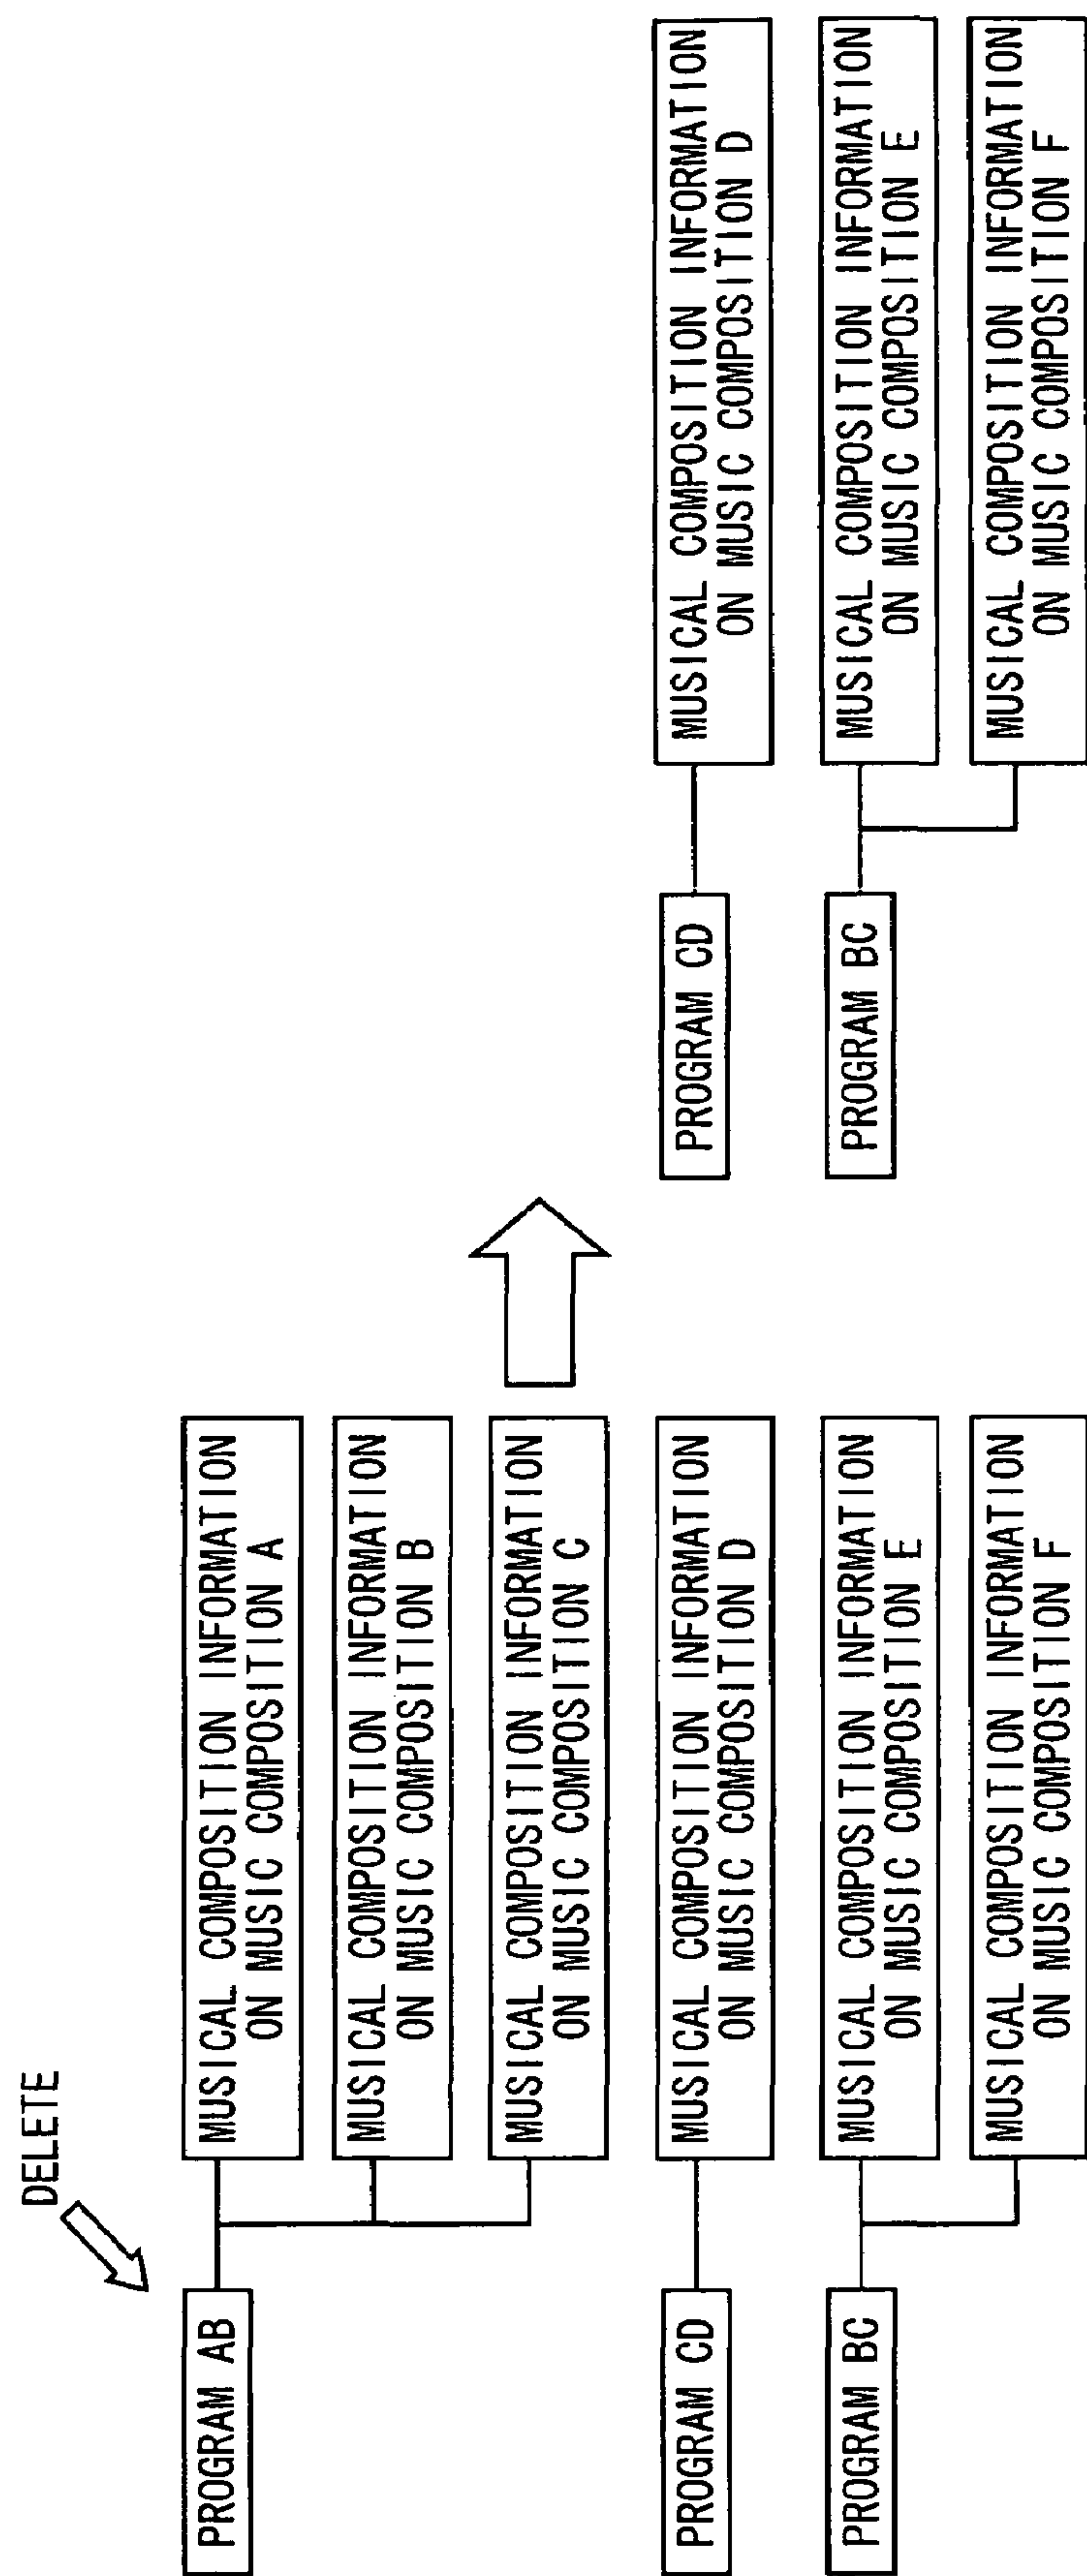 DELETE
PROGRAM AB
MUSICAL COMPOSITION INFORMATION
ON MUSIC COMPOSITION A
MUSICAL COMPOSITION INFORMATION
ON MUSIC COMPOSITION B
MUSICAL COMPOSITION INFORMATION
ON MUSIC COMPOSITION C
PROGRAM CD
MUSICAL COMPOSITION INFORMATION
ON MUSIC COMPOSITION D
PROGRAM BC
MUSICAL COMPOSITION INFORMATION
ON MUSIC COMPOSITION E
MUSICAL COMPOSITION INFORMATION
ON MUSIC COMPOSITION F
PROGRAM CD
MUSICAL COMPOSITION INFORMATION
ON MUSIC COMPOSITION D
PROGRAM BC
MUSICAL COMPOSITION INFORMATION
ON MUSIC COMPOSITION E
MUSICAL COMPOSITION INFORMATION
ON MUSIC COMPOSITION F